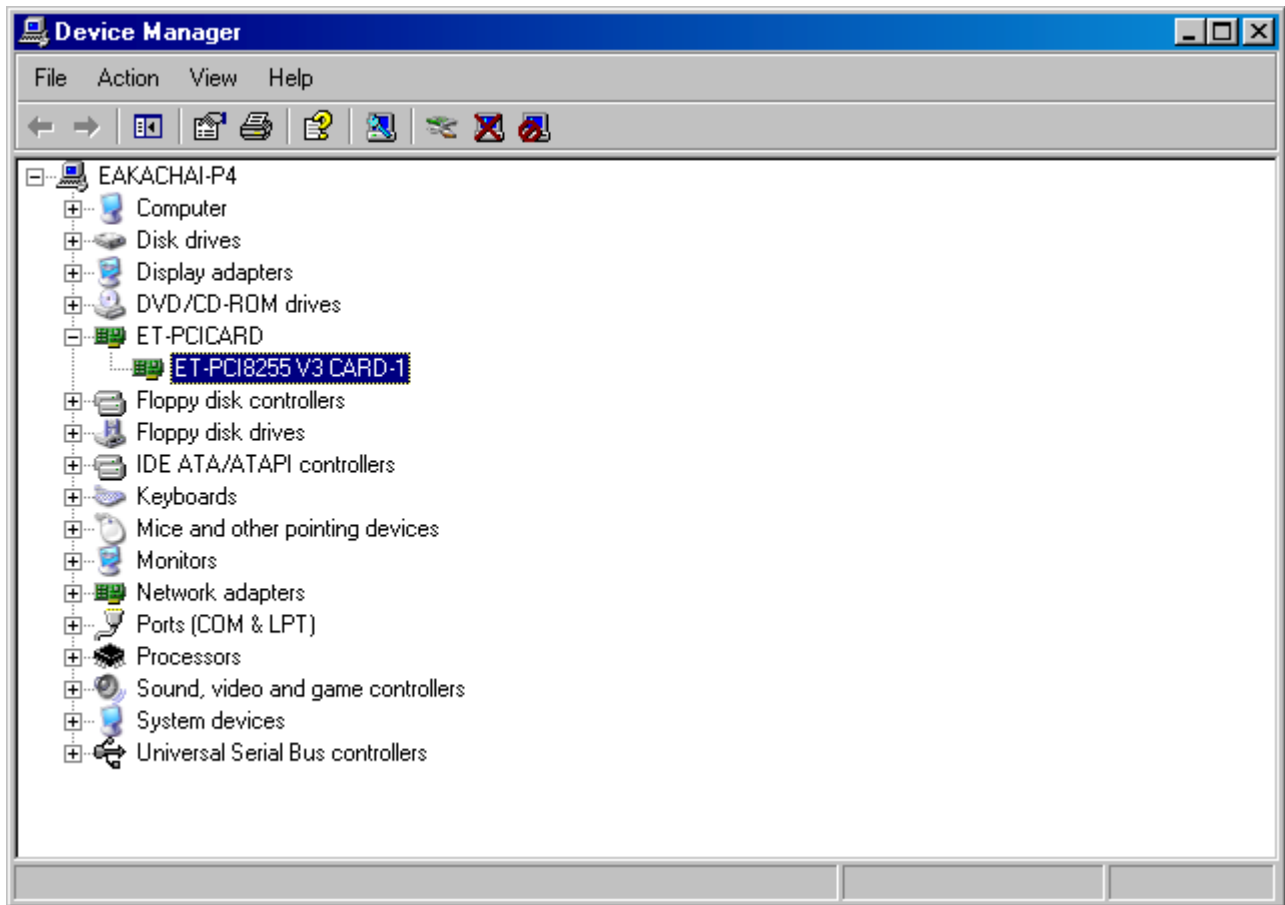 Device Manager
File Action View Help
EAKACHAI-P4
Computer
Disk drives
Display adapters
DVD/CD-ROM drives
ET-PCICARD
ET-PCI8255 V3 CARD-1
Floppy disk controllers
Floppy disk drives
IDE ATA/ATAPI controllers
Keyboards
Mice and other pointing devices
Monitors
Network adapters
Ports (COM & LPT)
Processors
Sound, video and game controllers
System devices
Universal Serial Bus controllers